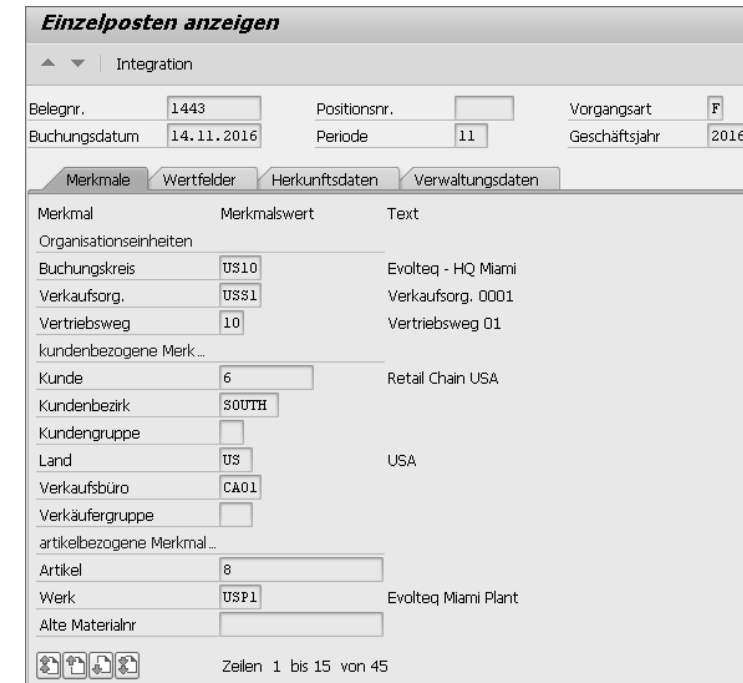 Einzelposten anzeigen
Integration
Belegnr. 1443 Positionsnr. Vorgangsart F
Buchungsdatum 14.11.2016 Periode 11 Geschäftsjahr 2016
Merkmale Wertfelder Herkunftsdaten Verwaltungsdaten
Merkmal Merkmalswert Text
Organisationseinheiten
Buchungskreis US10 Evolteq - HQ Miami
Verkaufsorg. USS1 Verkaufsorg. 0001
Vertriebsweg 10 Vertriebsweg 01
kundenbezogene Merk...
Kunde 6 Retail Chain USA
Kundenbezirk SOUTH
Kundengruppe
Land US USA
Verkaufsbüro CA01
Verkäufergruppe
artikelbezogene Merkmal...
Artikel 8
Werk USP1 Evolteq Miami Plant
Alte Materialnr
Zeilen 1 bis 15 von 45